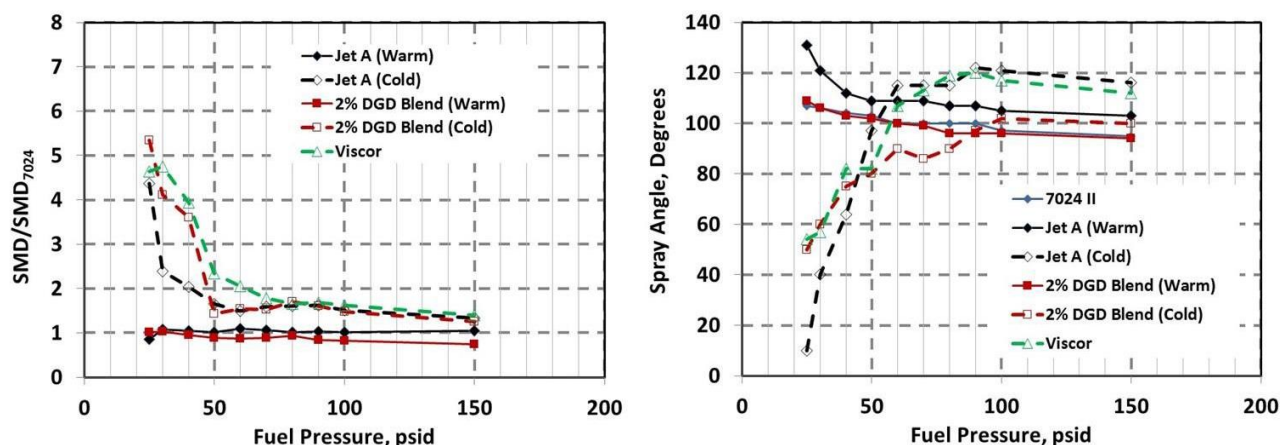 8
7
6
5
4
3
2
1
0
SMD/SMD7024
Jet A (Warm)
Jet A (Cold)
2% DGD Blend (Warm)
2% DGD Blend (Cold)
Viscor
0 50 100 150 200
Fuel Pressure, psid
140
120
100
80
60
40
20
0
Spray Angle, Degrees
7024 II
Jet A (Warm)
Jet A (Cold)
2% DGD Blend (Warm)
2% DGD Blend (Cold)
Viscor
0 50 100 150 200
Fuel Pressure, psid